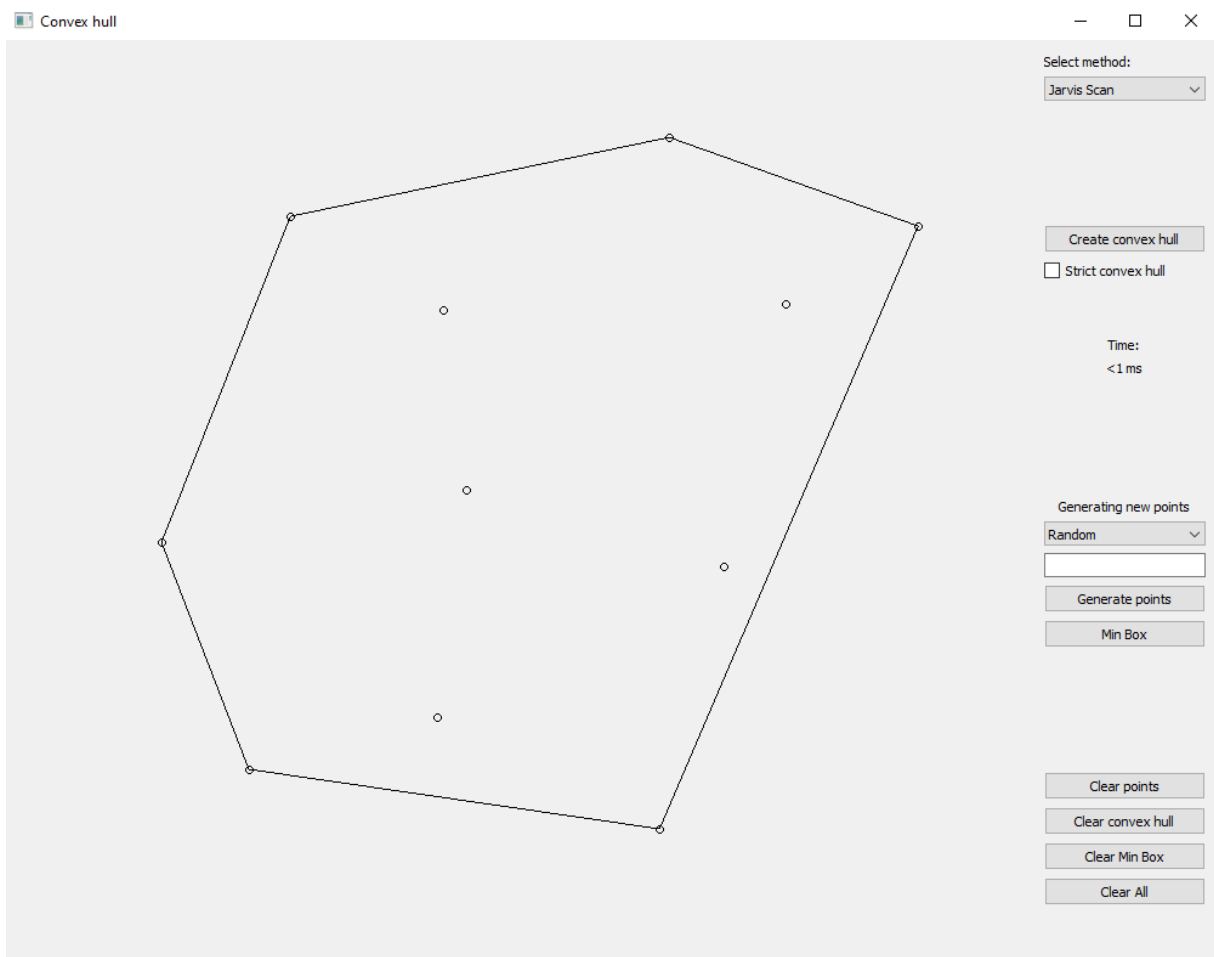 Convex hull
Select method:
Jarvis Scan
Create convex hull
Strict convex hull
Time:
<1 ms
Generating new points
Random
Generate points
Min Box
Clear points
Clear convex hull
Clear Min Box
Clear All